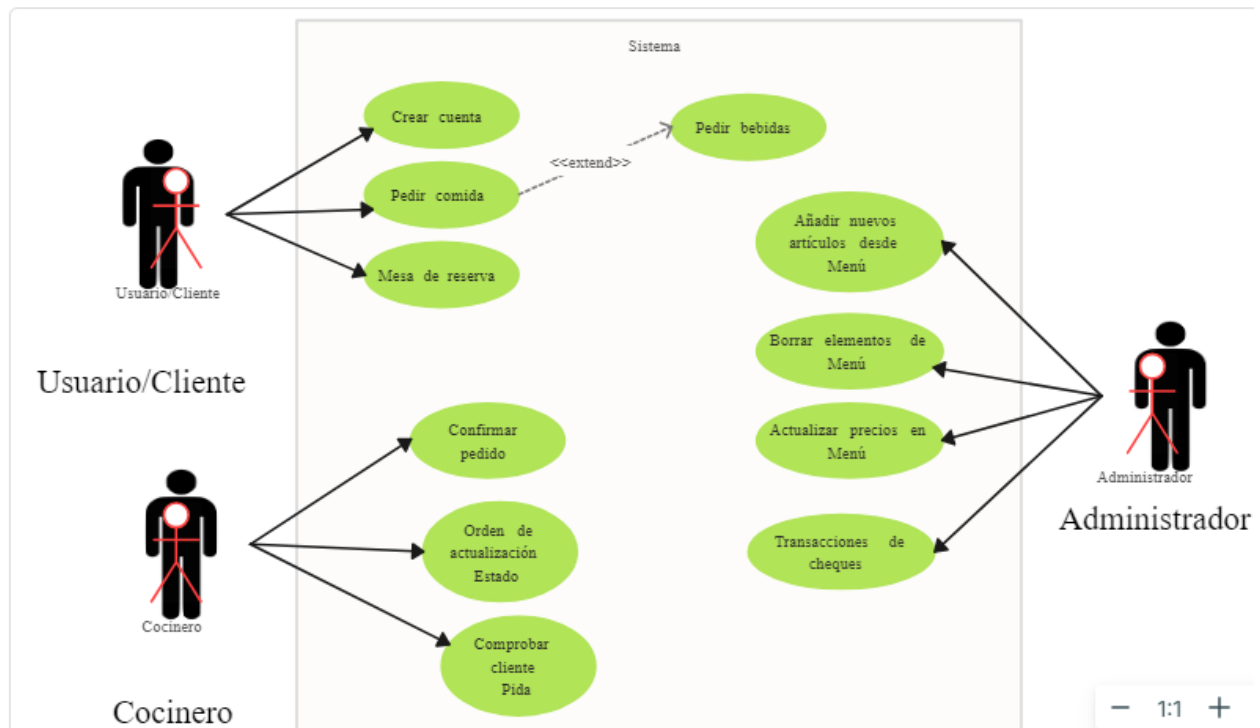 Sistema
Crear cuenta
Pedir bebidas
<<extend>>
Pedir comida
Añadir nuevos
artículos desde
Menú
Mesa de reserva
Usuario/Cliente
Usuario/Cliente
Borrar elementos de
Menú
Confirmar
pedido
Actualizar precios en
Menú
Administrador
Administrador
Orden de
actualización
Estado
Transacciones de
cheques
Cocinero
Comprobar
cliente
Pida
Cocinero
− 1:1 +